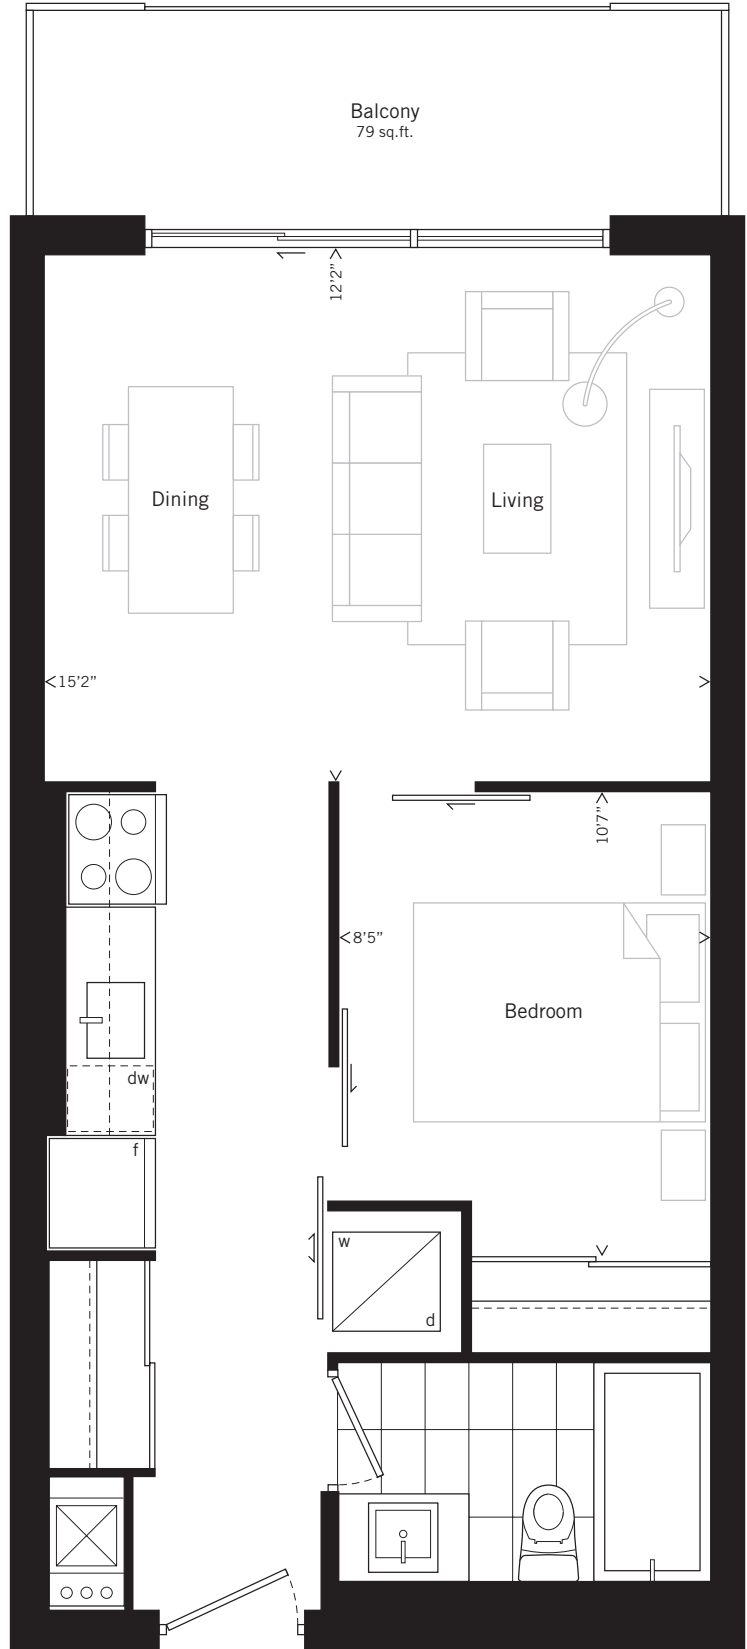 Balcony
79 sq.ft.
12'2”
Dining
Living
15'2”
10'7”
8'5”
Bedroom
dw
f
w
d